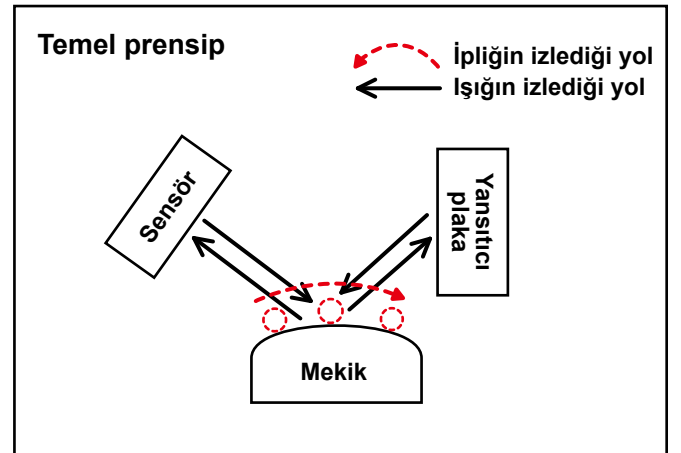 Temel prensip
İpliğin izlediği yol
Işığın izlediği yol
Sensör
Yansıtıcı
plaka
Mekik